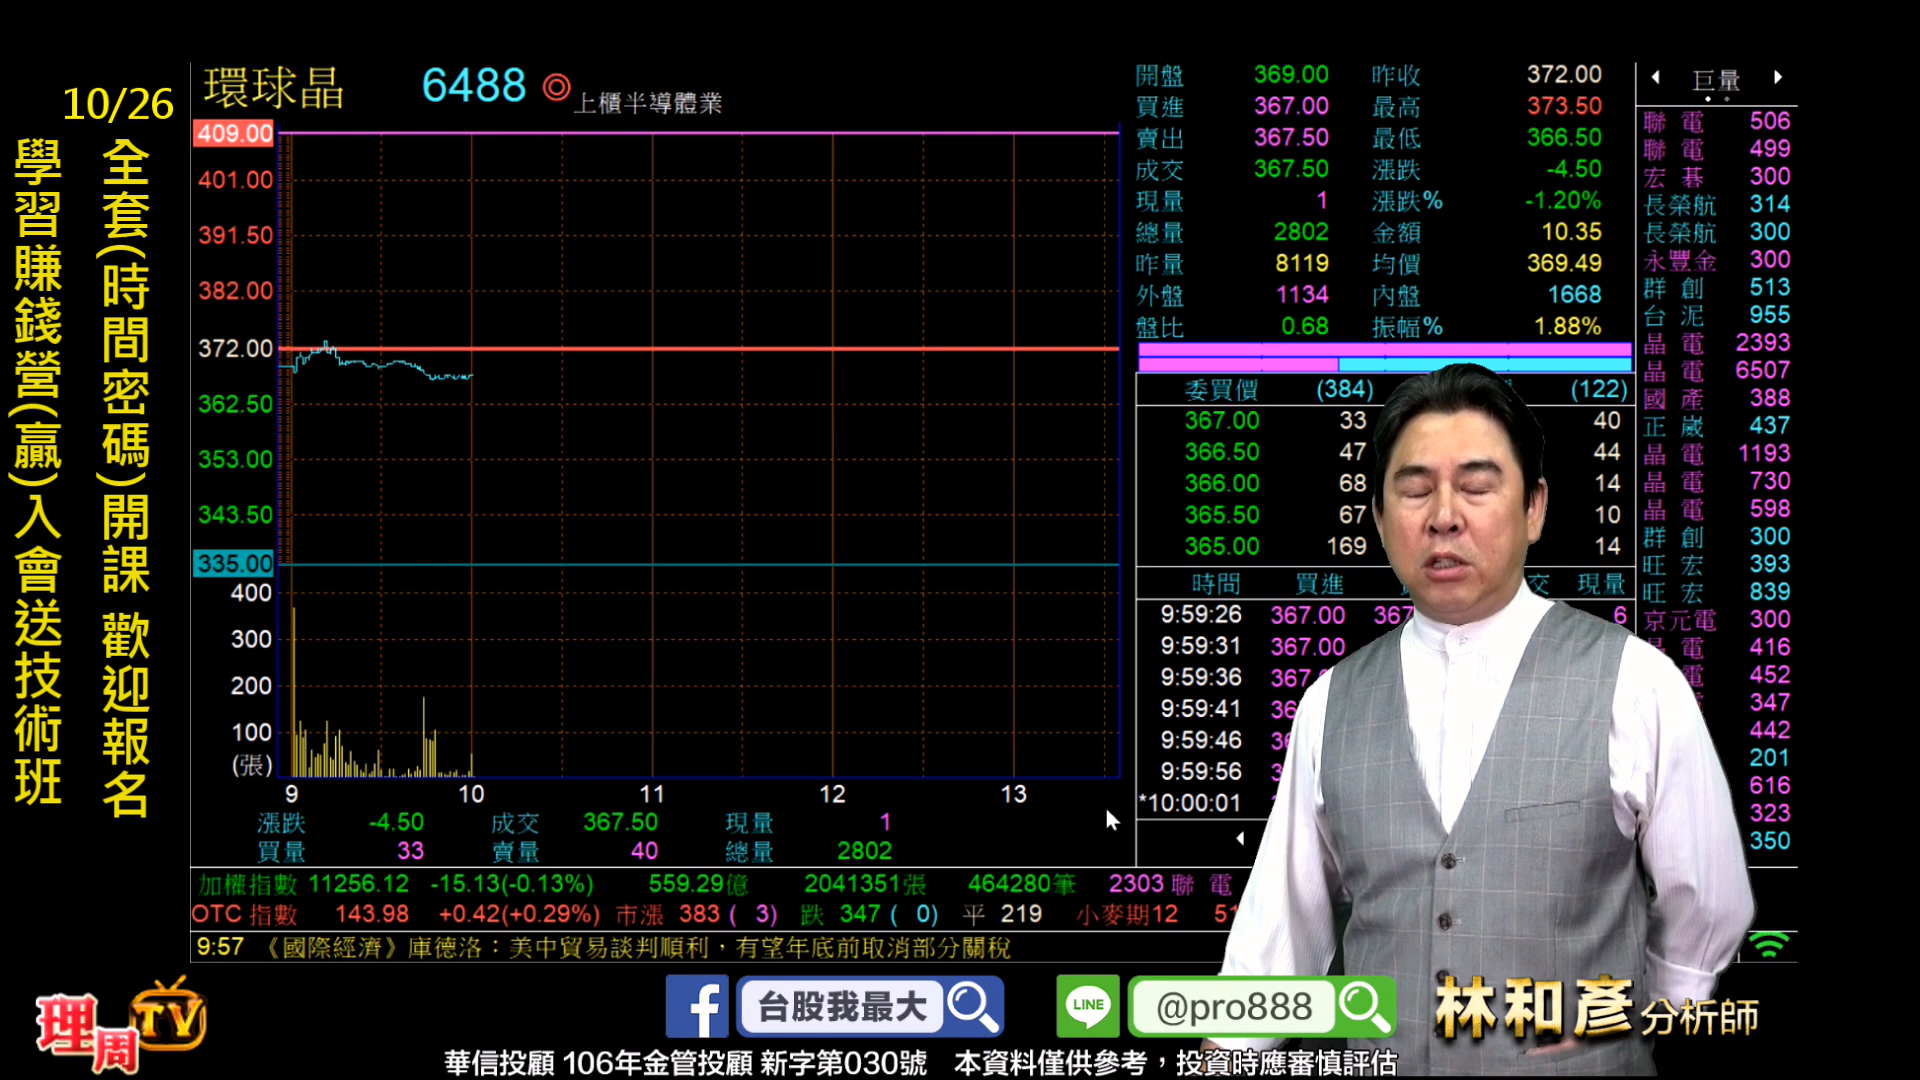 10/26
全套(時間密碼)開課 歡迎報名
學習賺錢營(贏)入會送技術班
環球晶 6488 ◎ 上櫃半導體業
409.00
401.00
391.50
382.00
372.00
362.50
353.00
343.50
335.00
400
300
200
100
(張)
9 10 11 12 13
漲跌 -4.50 成交 367.50 現量 1
買量 33 賣量 40 總量 2802
開盤 369.00 昨收 372.00
買進 367.00 最高 373.50
賣出 367.50 最低 366.50
成交 367.50 漲跌 -4.50
現量 1 漲跌% -1.20%
總量 2802 金額 10.35
昨量 8119 均價 369.49
外盤 1134 內盤 1668
盤比 0.68 振幅% 1.88%
委買價 (384) (122)
367.00 33 40
366.50 47 44
366.00 68 14
365.50 67 10
365.00 169 14
時間 買進 交 現量
9:59:26 367.00 367 6
9:59:31 367.00
9:59:36 367
9:59:41 36
9:59:46 36
9:59:56 3
*10:00:01
巨量
聯電 506
聯電 499
宏碁 300
長榮航 314
長榮航 300
永豐金 300
群創 513
台泥 955
晶電 2393
晶電 6507
國產 388
正崴 437
晶電 1193
晶電 730
晶電 598
群創 300
旺宏 393
旺宏 839
京元電 300
電 416
電 452
347
442
201
616
323
350
加權指數 11256.12 -15.13(-0.13%) 559.29億 2041351張 464280筆 2303 聯電
OTC 指數 143.98 +0.42(+0.29%) 市漲 383 ( 3) 跌 347 ( 0) 平 219 小麥期12 51
9:57 《國際經濟》庫德洛：美中貿易談判順利，有望年底前取消部分關稅
理周TV
f 台股我最大
LINE @pro888
林和彥 分析師
華信投顧 106年金管投顧 新字第030號 本資料僅供參考，投資時應審慎評估